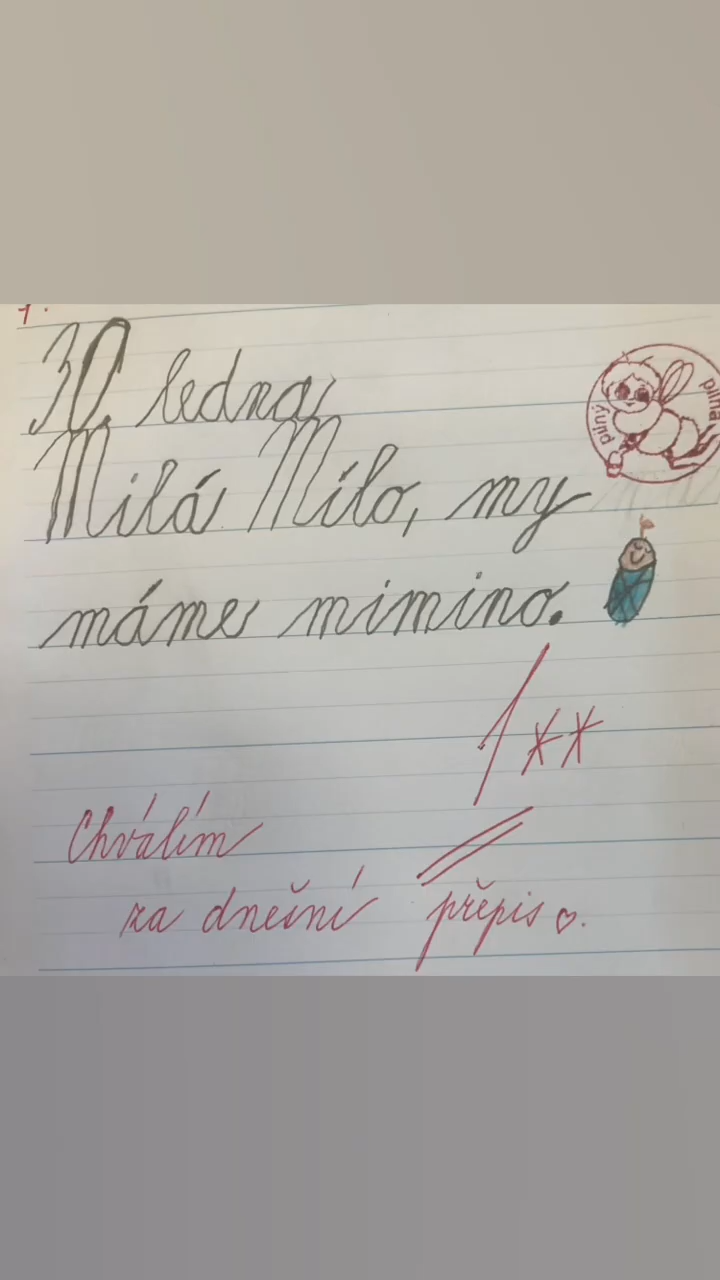 30. ledna
Milá Mílo, my
máme mimino.
1**
Chválím
za dnešní přepis ♡.
pilný
pilná